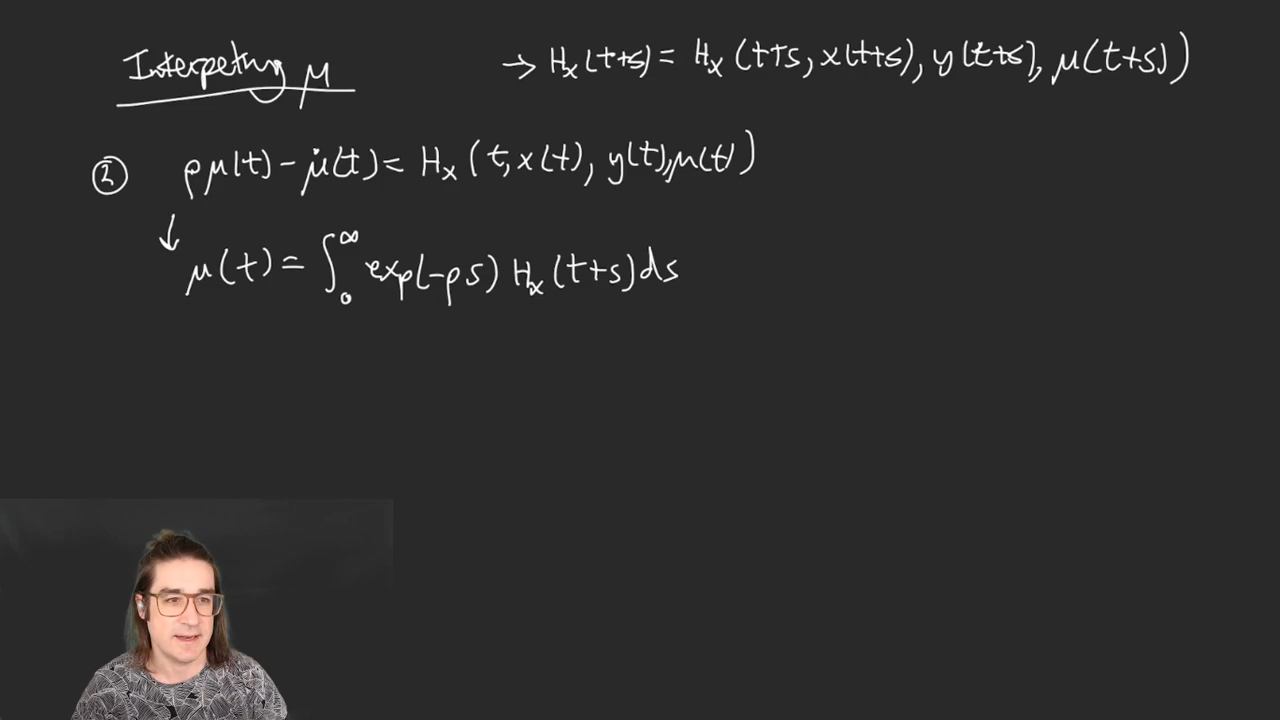 Interpeting μ
→ Hₓ(t+s) = Hₓ(t+s, x(t+s), y(t+s), μ(t+s))
② ρμ(t) - μ̇(t) = Hₓ(t, x(t), y(t), μ(t))
↓ μ(t) = ∫₀^∞ exp(-ρs) Hₓ(t+s) ds